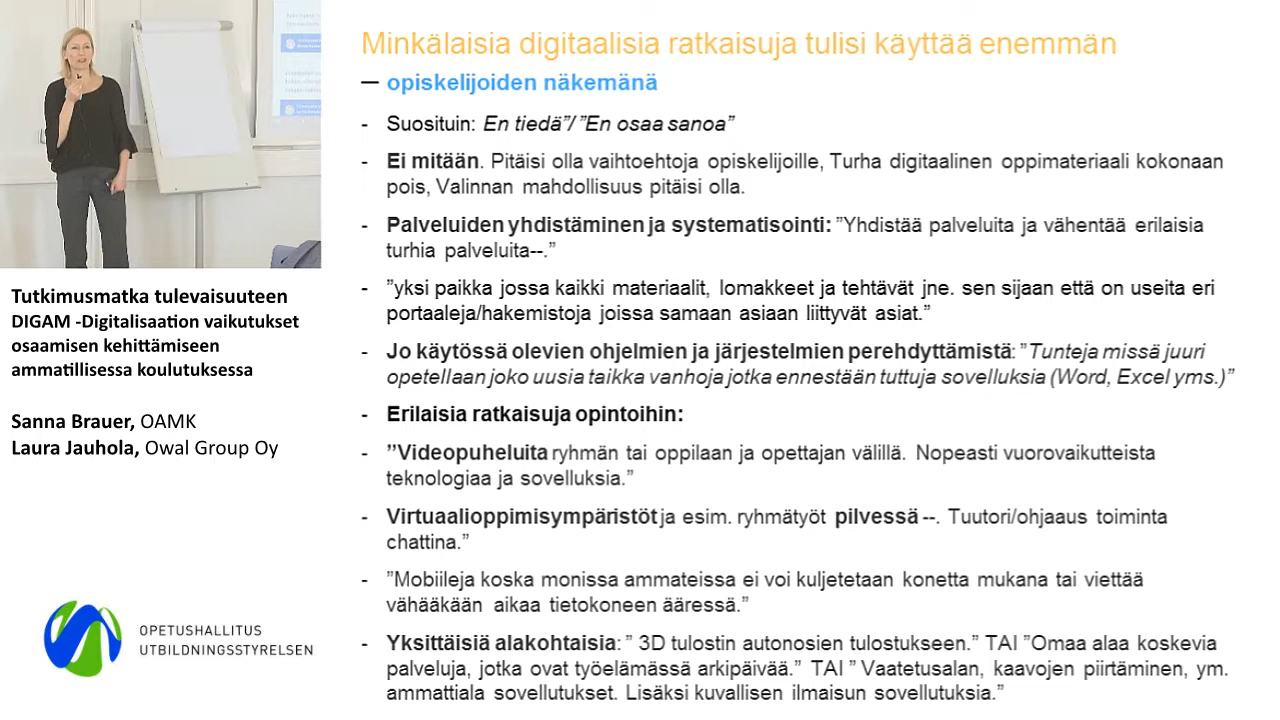 Minkälaisia digitaalisia ratkaisuja tulisi käyttää enemmän
– opiskelijoiden näkemänä
- Suosituin: En tiedä”/ ”En osaa sanoa”
- Ei mitään. Pitäisi olla vaihtoehtoja opiskelijoille, Turha digitaalinen oppimateriaali kokonaan
pois, Valinnan mahdollisuus pitäisi olla.
- Palveluiden yhdistäminen ja systematisointi: ”Yhdistää palveluita ja vähentää erilaisia
turhia palveluita--.”
- ”yksi paikka jossa kaikki materiaalit, lomakkeet ja tehtävät jne. sen sijaan että on useita eri
portaaleja/hakemistoja joissa samaan asiaan liittyvät asiat.”
- Jo käytössä olevien ohjelmien ja järjestelmien perehdyttämistä: ”Tunteja missä juuri
opetellaan joko uusia taikka vanhoja jotka ennestään tuttuja sovelluksia (Word, Excel yms.)”
- Erilaisia ratkaisuja opintoihin:
- ”Videopuheluita ryhmän tai oppilaan ja opettajan välillä. Nopeasti vuorovaikutteista
teknologiaa ja sovelluksia.”
- Virtuaalioppimisympäristöt ja esim. ryhmätyöt pilvessä --. Tuutori/ohjaaus toiminta
chattina.”
- ”Mobiileja koska monissa ammateissa ei voi kuljetetaan konetta mukana tai viettää
vähääkään aikaa tietokoneen ääressä.”
- Yksittäisiä alakohtaisia: ” 3D tulostin autonosien tulostukseen.” TAI ”Omaa alaa koskevia
palveluja, jotka ovat työelämässä arkipäivää.” TAI ” Vaatetusalan, kaavojen piirtäminen, ym.
ammattiala sovellutukset. Lisäksi kuvallisen ilmaisun sovellutuksia.”
Tutkimusmatka tulevaisuuteen
DIGAM -Digitalisaation vaikutukset
osaamisen kehittämiseen
ammatillisessa koulutuksessa
Sanna Brauer, OAMK
Laura Jauhola, Owal Group Oy
OPETUSHALLITUS
UTBILDNINGSSTYRELSEN